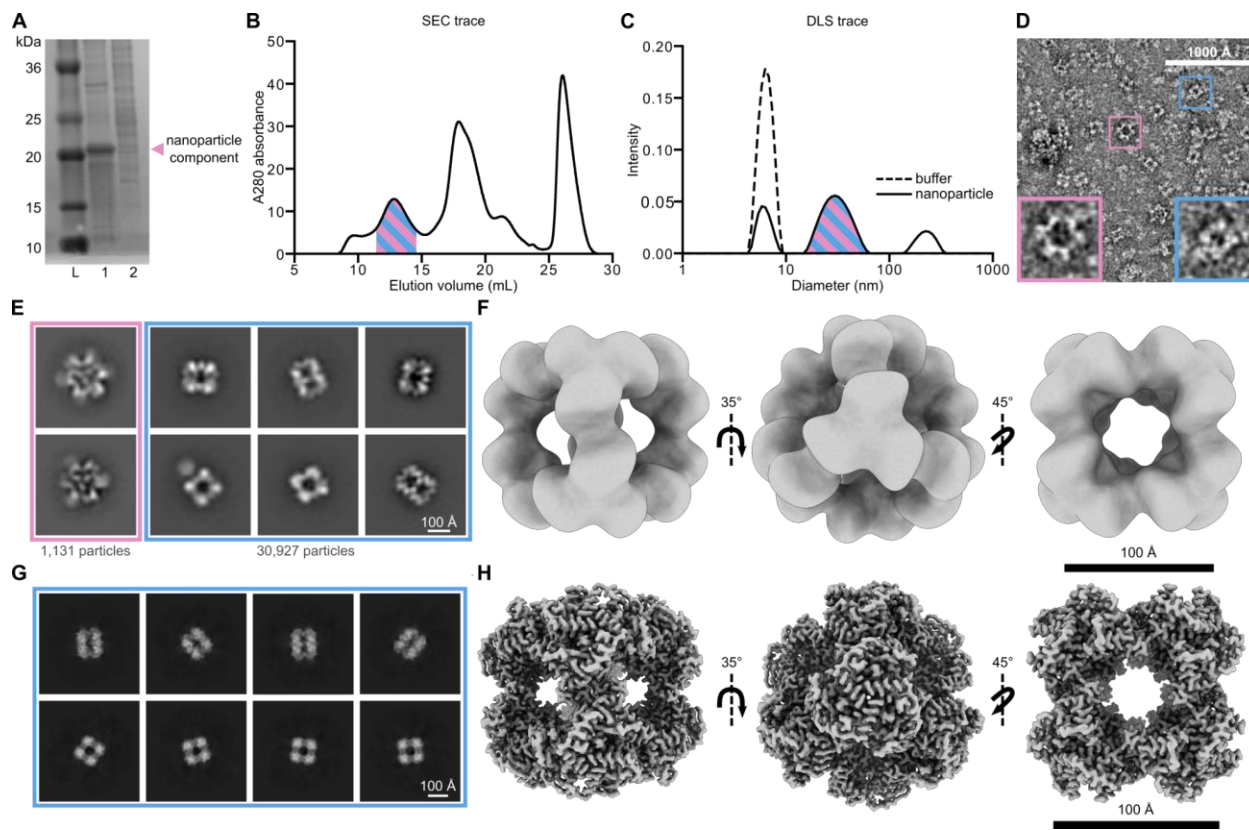 A
kDa
36
25
20
15
10
L 1 2
nanoparticle
component
B
SEC trace
A280 absorbance
50
40
30
20
10
0
5 10 15 20 25 30
Elution volume (mL)
C
DLS trace
Intensity
0.20
0.15
0.10
0.05
0.00
1 10 100 1000
Diameter (nm)
buffer
nanoparticle
D
1000 Å
E
100 Å
1,131 particles
30,927 particles
F
35°
45°
100 Å
G
100 Å
H
35°
45°
100 Å